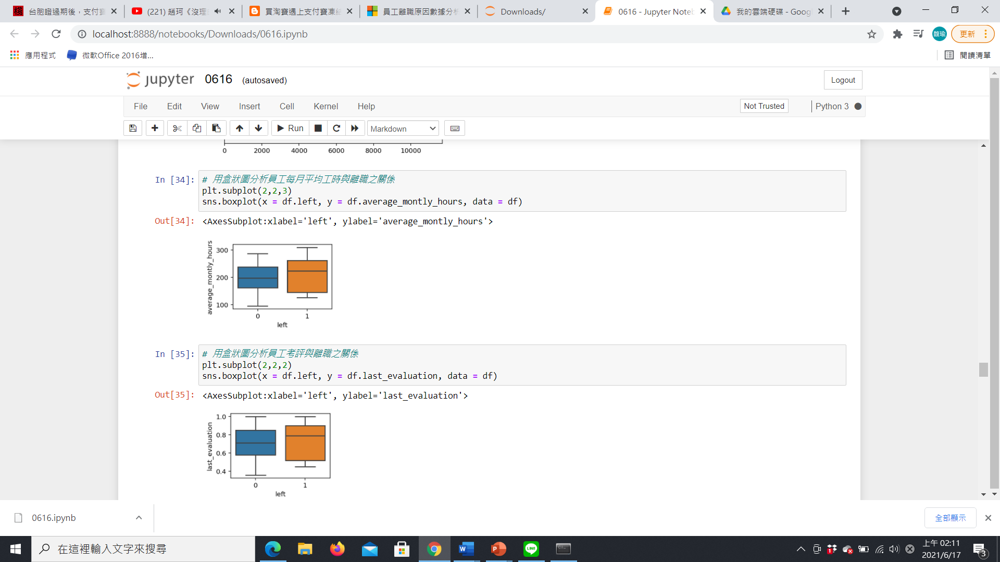 台胞證過期後，支付寶
(221) 趙珂《沒理
買淘寶遇上支付寶凍結
員工離職原因數據分析
Downloads/
0616 - Jupyter Noteb
我的雲端硬碟 - Goog
localhost:8888/notebooks/Downloads/0616.ipynb
馥瑜
更新
應用程式
微軟Office 2016增...
閱讀清單
jupyter 0616 (autosaved)
Logout
File Edit View Insert Cell Kernel Help
Not Trusted
Python 3
Run
Markdown
0 2000 4000 6000 8000 10000
In [34]: # 用盒狀圖分析員工每月平均工時與離職之關係
plt.subplot(2,2,3)
sns.boxplot(x = df.left, y = df.average_montly_hours, data = df)
Out[34]: <AxesSubplot:xlabel='left', ylabel='average_montly_hours'>
average_montly_hours
300
200
100
0 1
left
In [35]: # 用盒狀圖分析員工考評與離職之關係
plt.subplot(2,2,2)
sns.boxplot(x = df.left, y = df.last_evaluation, data = df)
Out[35]: <AxesSubplot:xlabel='left', ylabel='last_evaluation'>
last_evaluation
1.0
0.8
0.6
0.4
0 1
left
0616.ipynb
全部顯示
在這裡輸入文字來搜尋
上午 02:11
2021/6/17
3